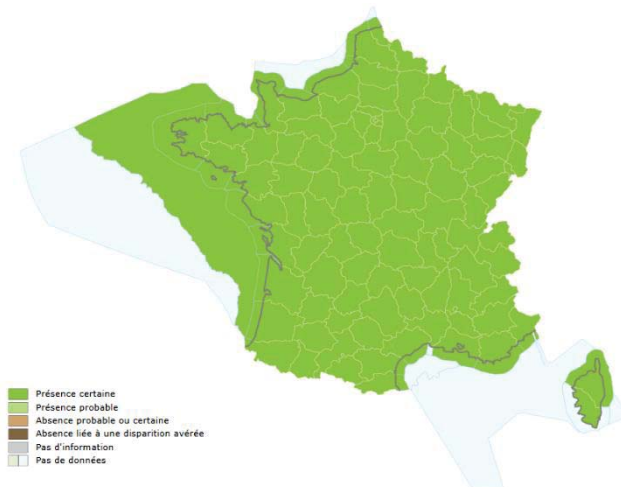 Présence certaine
Présence probable
Absence probable ou certaine
Absence liée à une disparition avérée
Pas d'information
Pas de données